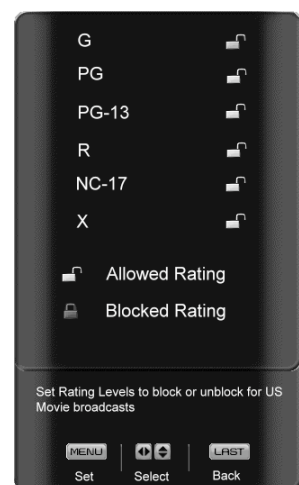 G
PG
PG-13
R
NC-17
X
Allowed Rating
Blocked Rating
Set Rating Levels to block or unblock for US
Movie broadcasts
MENU LAST
Set Select Back